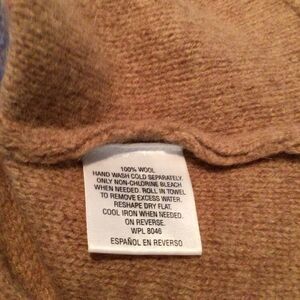 100% WOOL
HAND WASH COLD SEPARATELY.
ONLY NON-CHLORINE BLEACH
WHEN NEEDED. ROLL IN TOWEL
TO REMOVE EXCESS WATER.
RESHAPE DRY FLAT.
COOL IRON WHEN NEEDED.
ON REVERSE.
WPL 8046
ESPAÑOL EN REVERSO